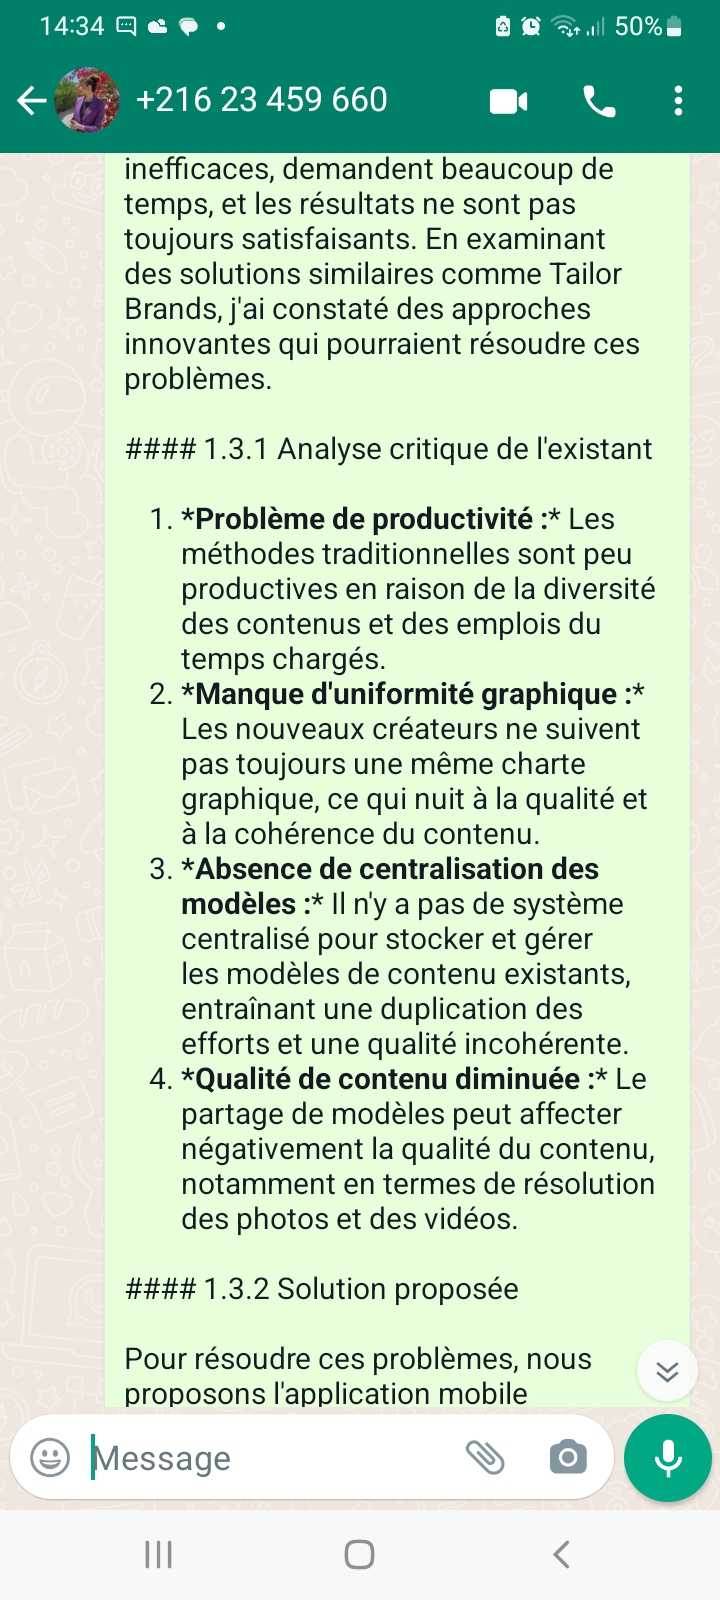 14:34
50%
+216 23 459 660
inefficaces, demandent beaucoup de
temps, et les résultats ne sont pas
toujours satisfaisants. En examinant
des solutions similaires comme Tailor
Brands, j'ai constaté des approches
innovantes qui pourraient résoudre ces
problèmes.
#### 1.3.1 Analyse critique de l'existant
1. *Problème de productivité :* Les
méthodes traditionnelles sont peu
productives en raison de la diversité
des contenus et des emplois du
temps chargés.
2. *Manque d'uniformité graphique :*
Les nouveaux créateurs ne suivent
pas toujours une même charte
graphique, ce qui nuit à la qualité et
à la cohérence du contenu.
3. *Absence de centralisation des
modèles :* Il n'y a pas de système
centralisé pour stocker et gérer
les modèles de contenu existants,
entraînant une duplication des
efforts et une qualité incohérente.
4. *Qualité de contenu diminuée :* Le
partage de modèles peut affecter
négativement la qualité du contenu,
notamment en termes de résolution
des photos et des vidéos.
#### 1.3.2 Solution proposée
Pour résoudre ces problèmes, nous
proposons l'application mobile
Message